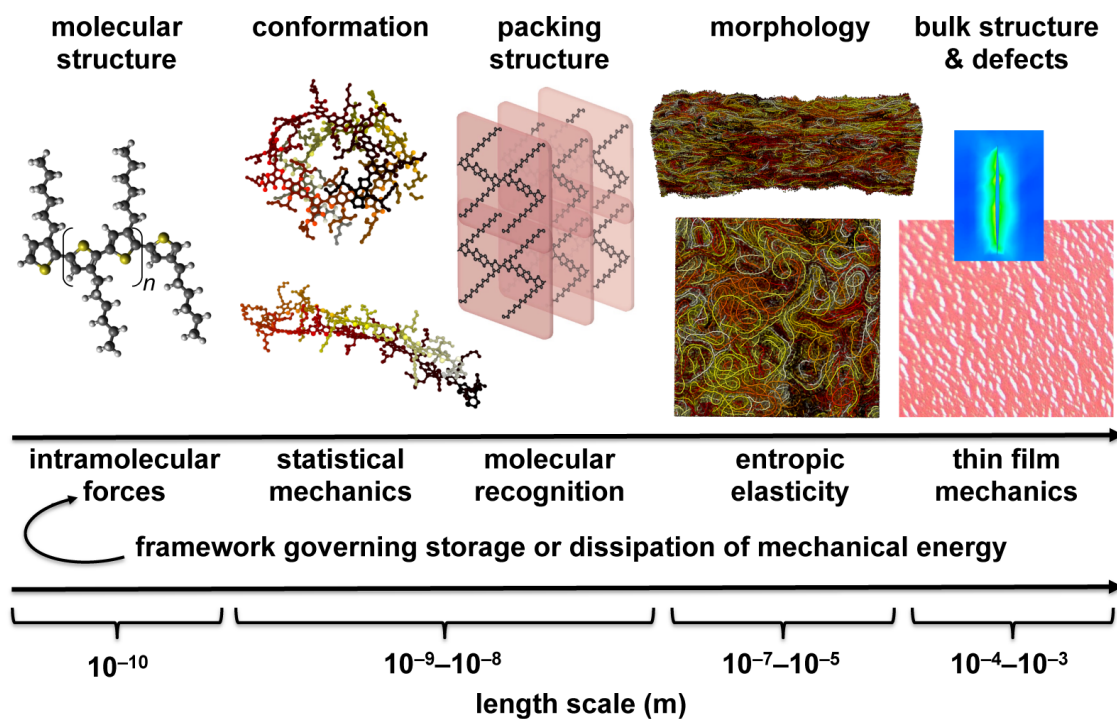 molecular
structure
conformation
packing
structure
morphology
bulk structure
& defects
n
intramolecular
forces
statistical
mechanics
molecular
recognition
entropic
elasticity
thin film
mechanics
framework governing storage or dissipation of mechanical energy
10⁻¹⁰
10⁻⁹–10⁻⁸
10⁻⁷–10⁻⁵
10⁻⁴–10⁻³
length scale (m)